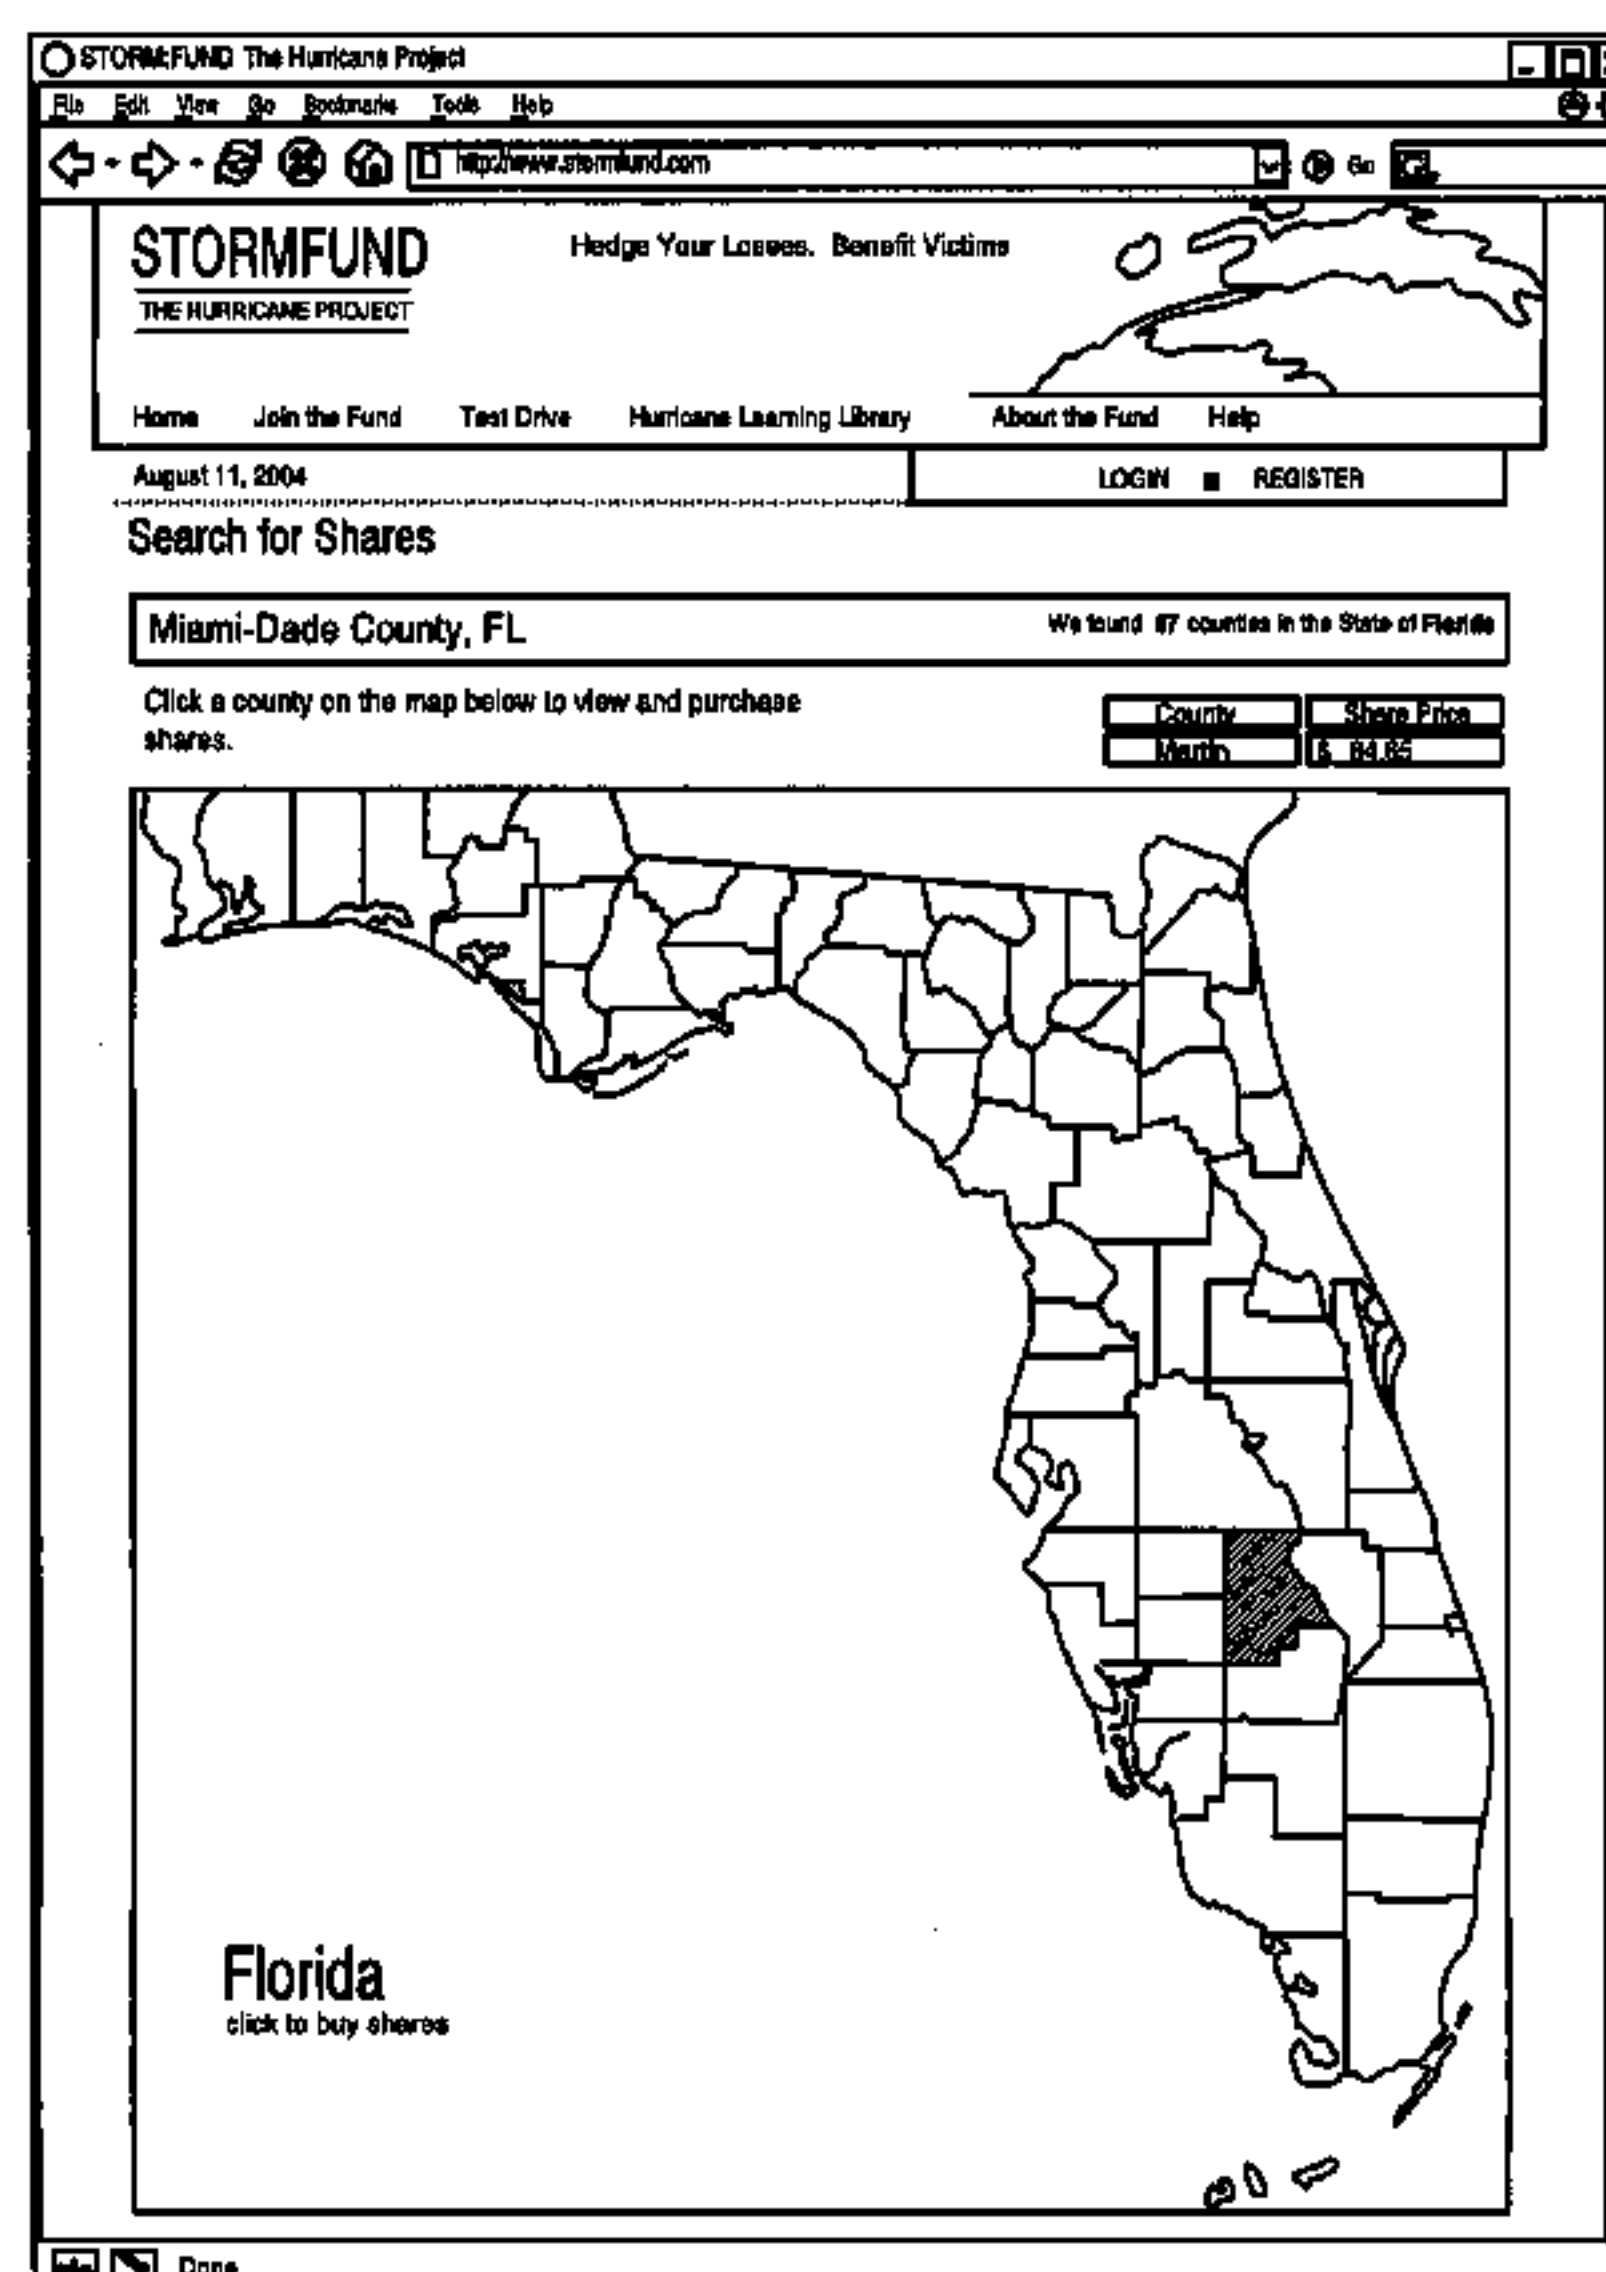 STORM:FUND The Hurricane Project
File Edit View Go Bookmarks Tools Help
http://www.stormfund.com Go
STORMFUND
THE HURRICANE PROJECT
Hedge Your Losses. Benefit Victims
Home Join the Fund Test Drive Hurricane Learning Library About the Fund Help
August 11, 2004
LOGIN ■ REGISTER
Search for Shares
Miami-Dade County, FL
We found 67 counties in the State of Florida
Click a county on the map below to view and purchase
shares.
County Share Price
Martin $ 84.65
Florida
click to buy shares
Done